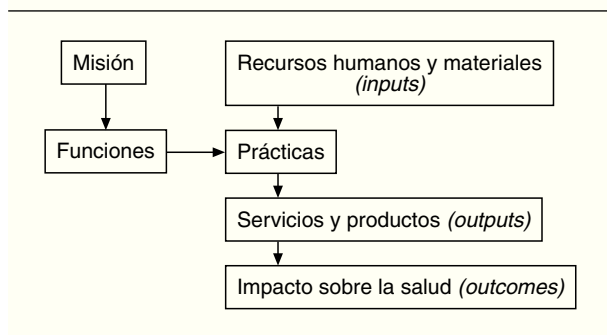 Misión
Recursos humanos y materiales
(inputs)
Funciones
Prácticas
Servicios y productos (outputs)
Impacto sobre la salud (outcomes)